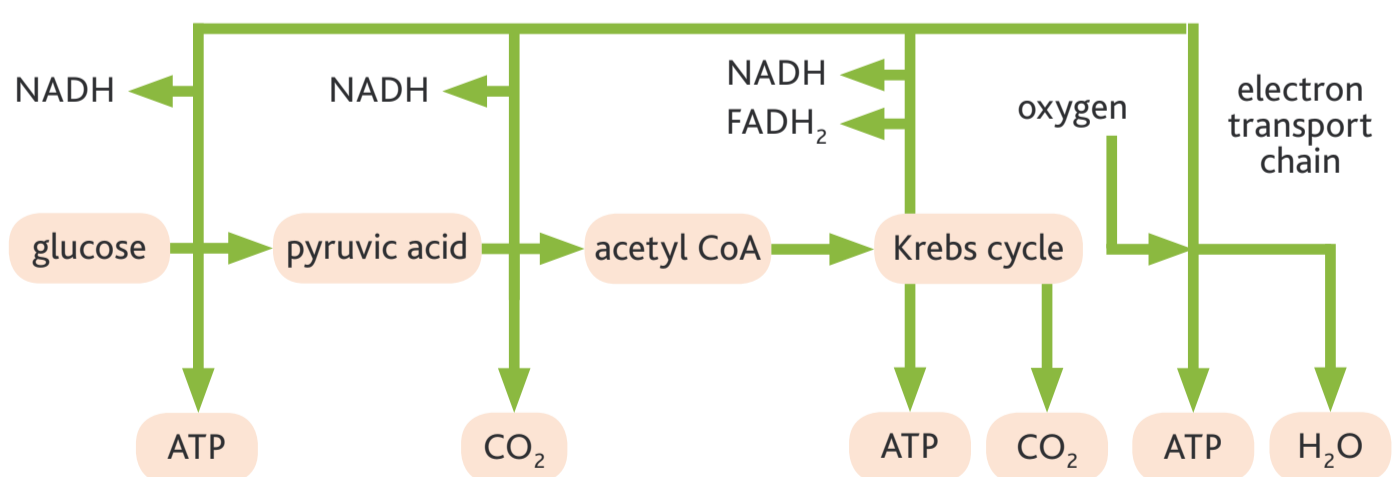 NADH
NADH
NADH
FADH₂
oxygen
electron
transport
chain
glucose
pyruvic acid
acetyl CoA
Krebs cycle
ATP
CO₂
ATP
CO₂
ATP
H₂O